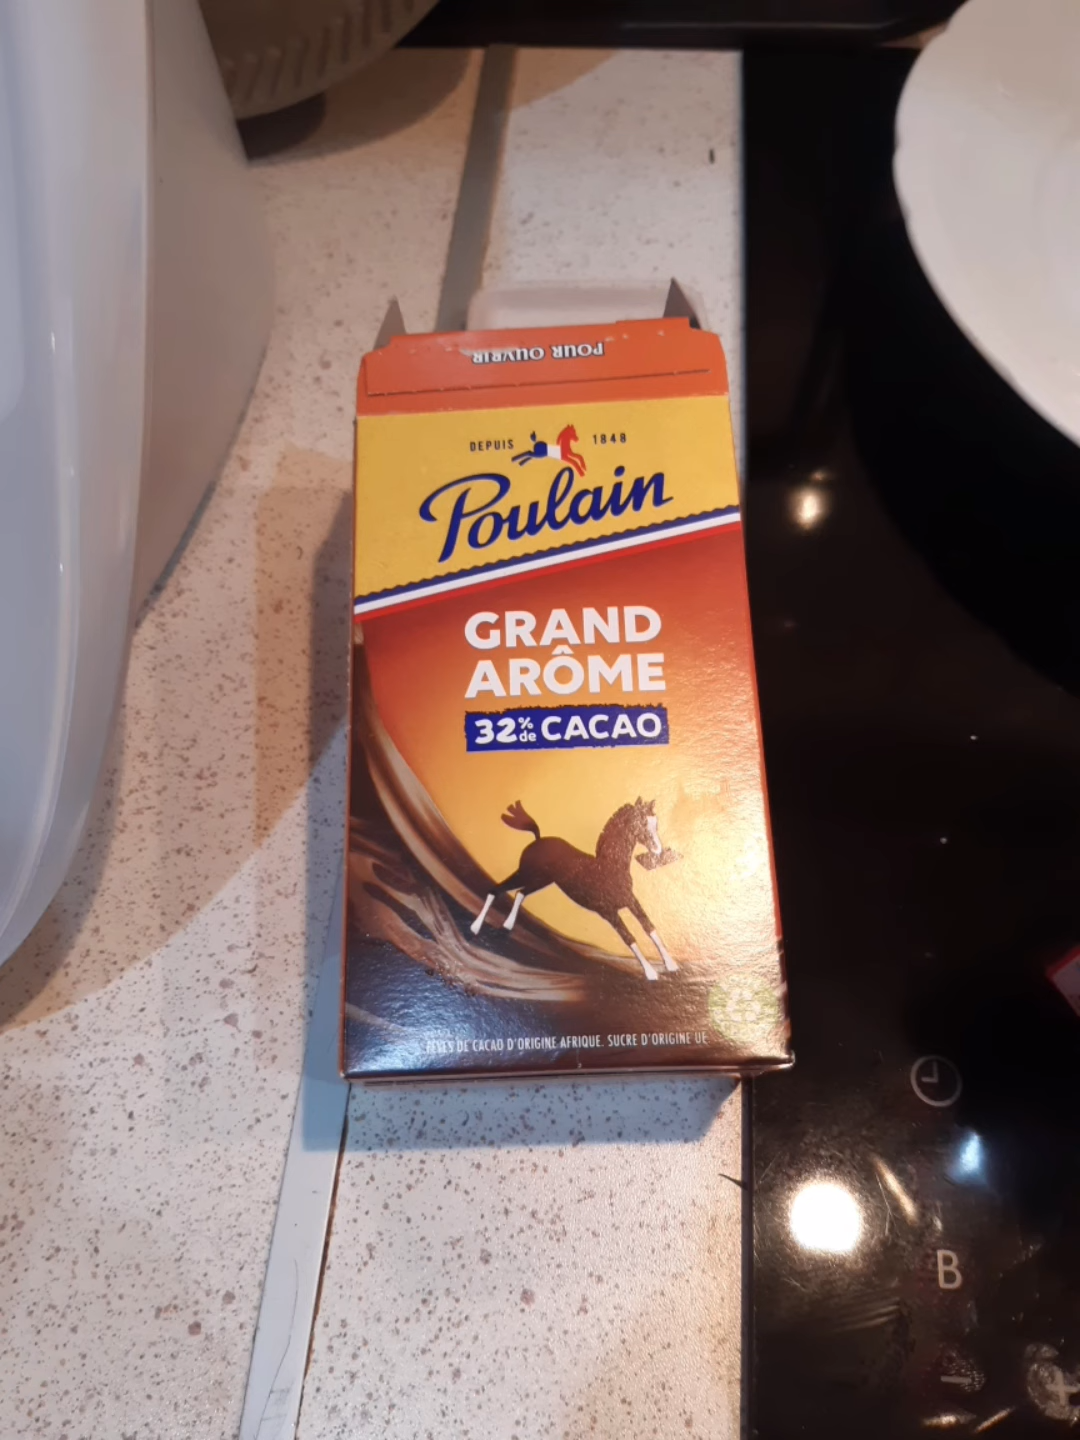 POUR OUVRIR
DEPUIS 1848
Poulain
GRAND
ARÔME
32% de CACAO
FÈVES DE CACAO D'ORIGINE AFRIQUE. SUCRE D'ORIGINE UE
B